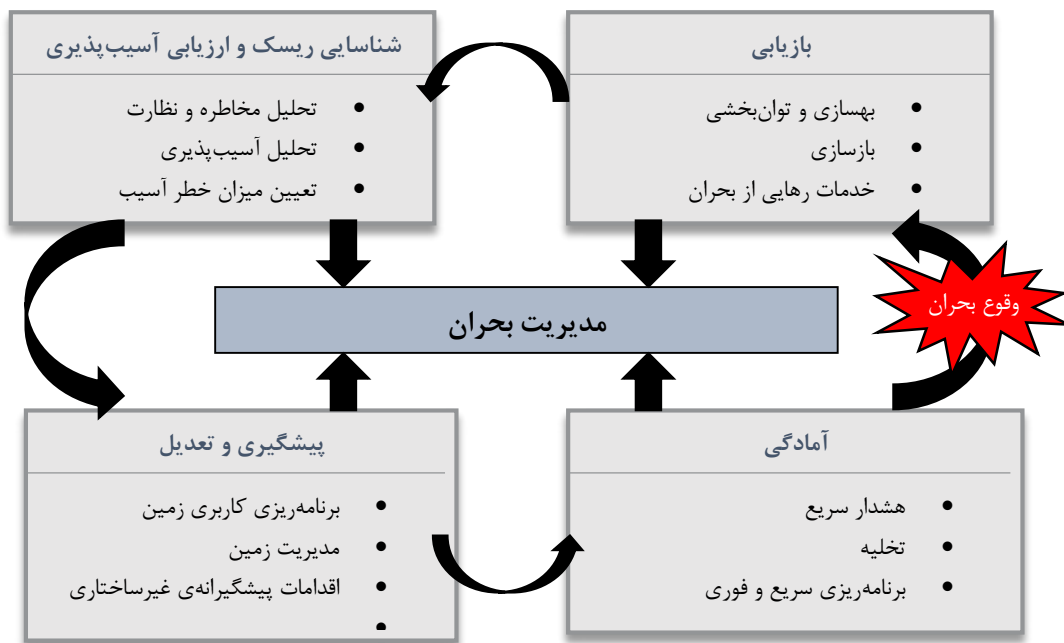 بازیابی
• بهسازی و توان‌بخشی
• بازسازی
• خدمات رهایی از بحران
شناسایی ریسک و ارزیابی آسیب‌پذیری
• تحلیل مخاطره و نظارت
• تحلیل آسیب‌پذیری
• تعیین میزان خطر آسیب
وقوع بحران
مدیریت بحران
آمادگی
• هشدار سریع
• تخلیه
• برنامه‌ریزی سریع و فوری
پیشگیری و تعدیل
• برنامه‌ریزی کاربری زمین
• مدیریت زمین
• اقدامات پیشگیرانه‌ی غیرساختاری